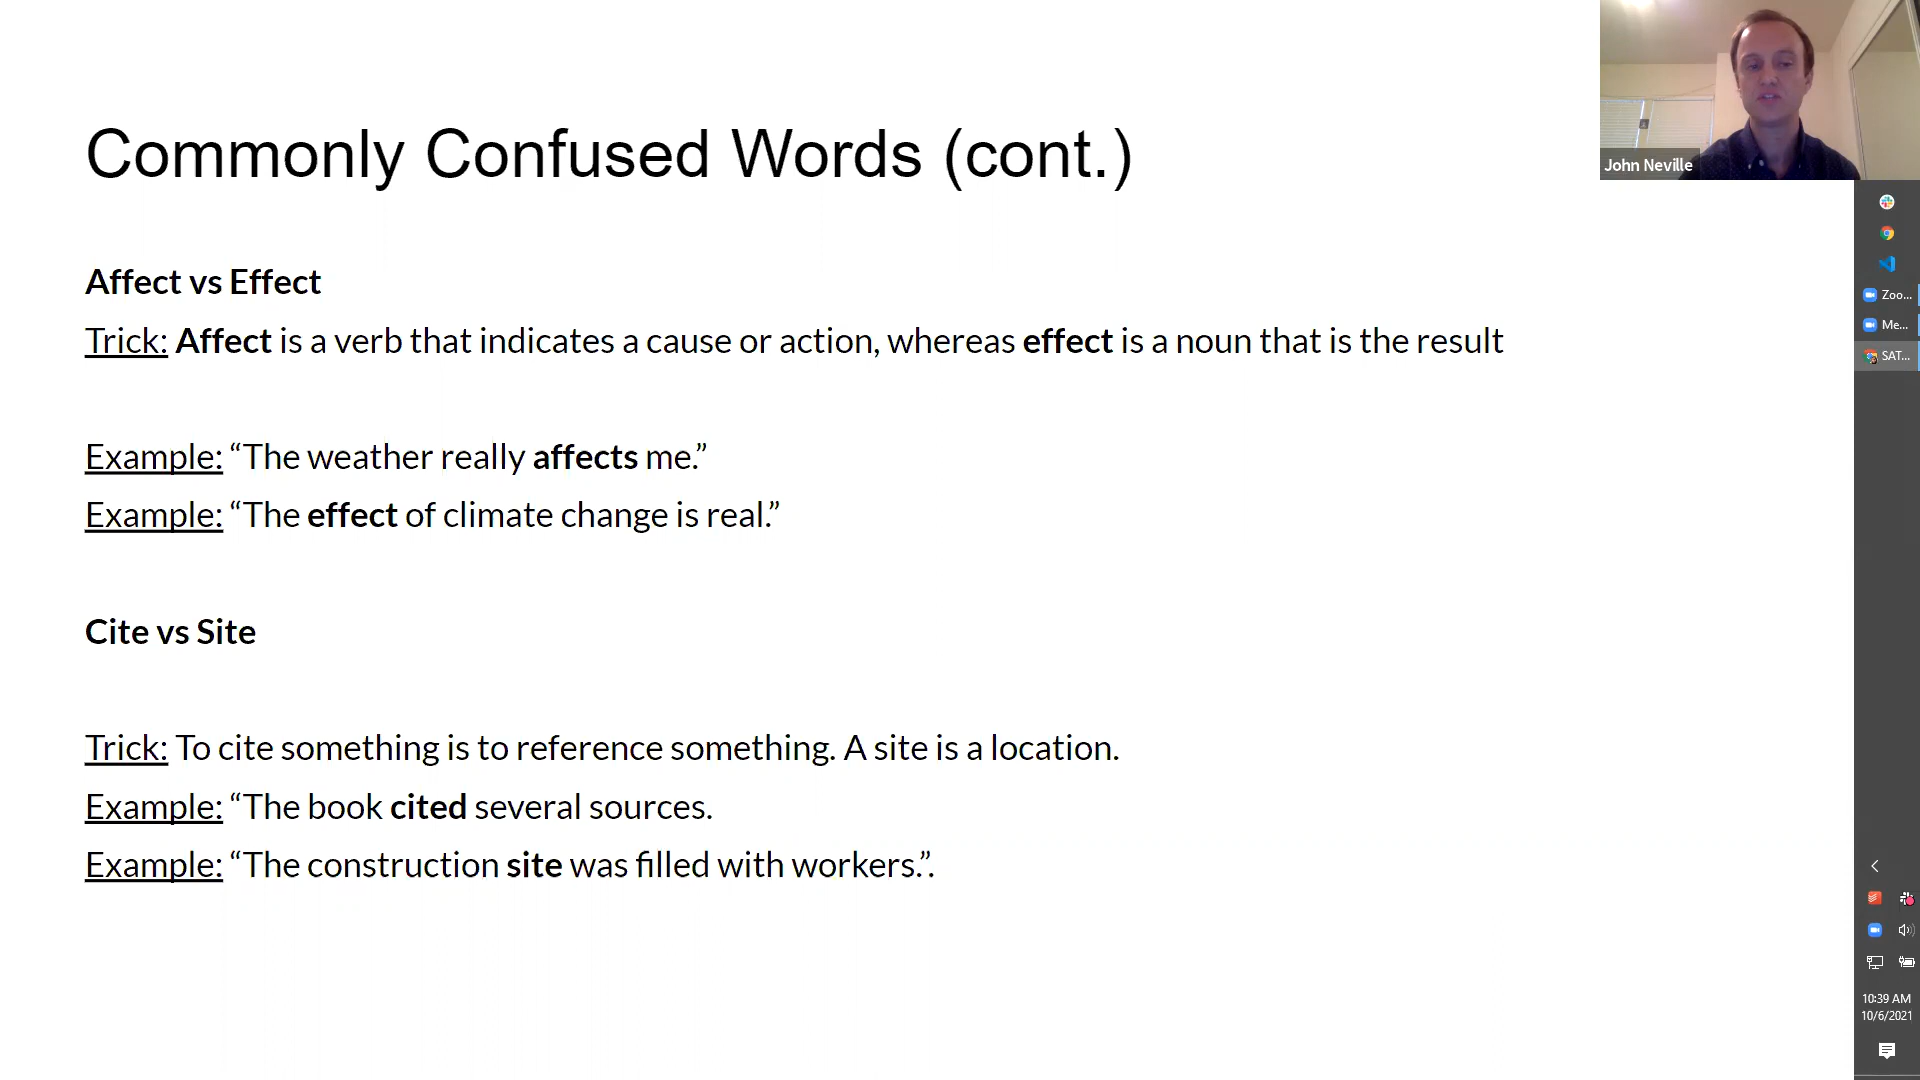 Commonly Confused Words (cont.)
Affect vs Effect
Trick: Affect is a verb that indicates a cause or action, whereas effect is a noun that is the result
Example: “The weather really affects me.”
Example: “The effect of climate change is real.”
Cite vs Site
Trick: To cite something is to reference something. A site is a location.
Example: “The book cited several sources.
Example: “The construction site was filled with workers.”.
John Neville
Zoo...
Me...
SAT...
10:39 AM
10/6/2021